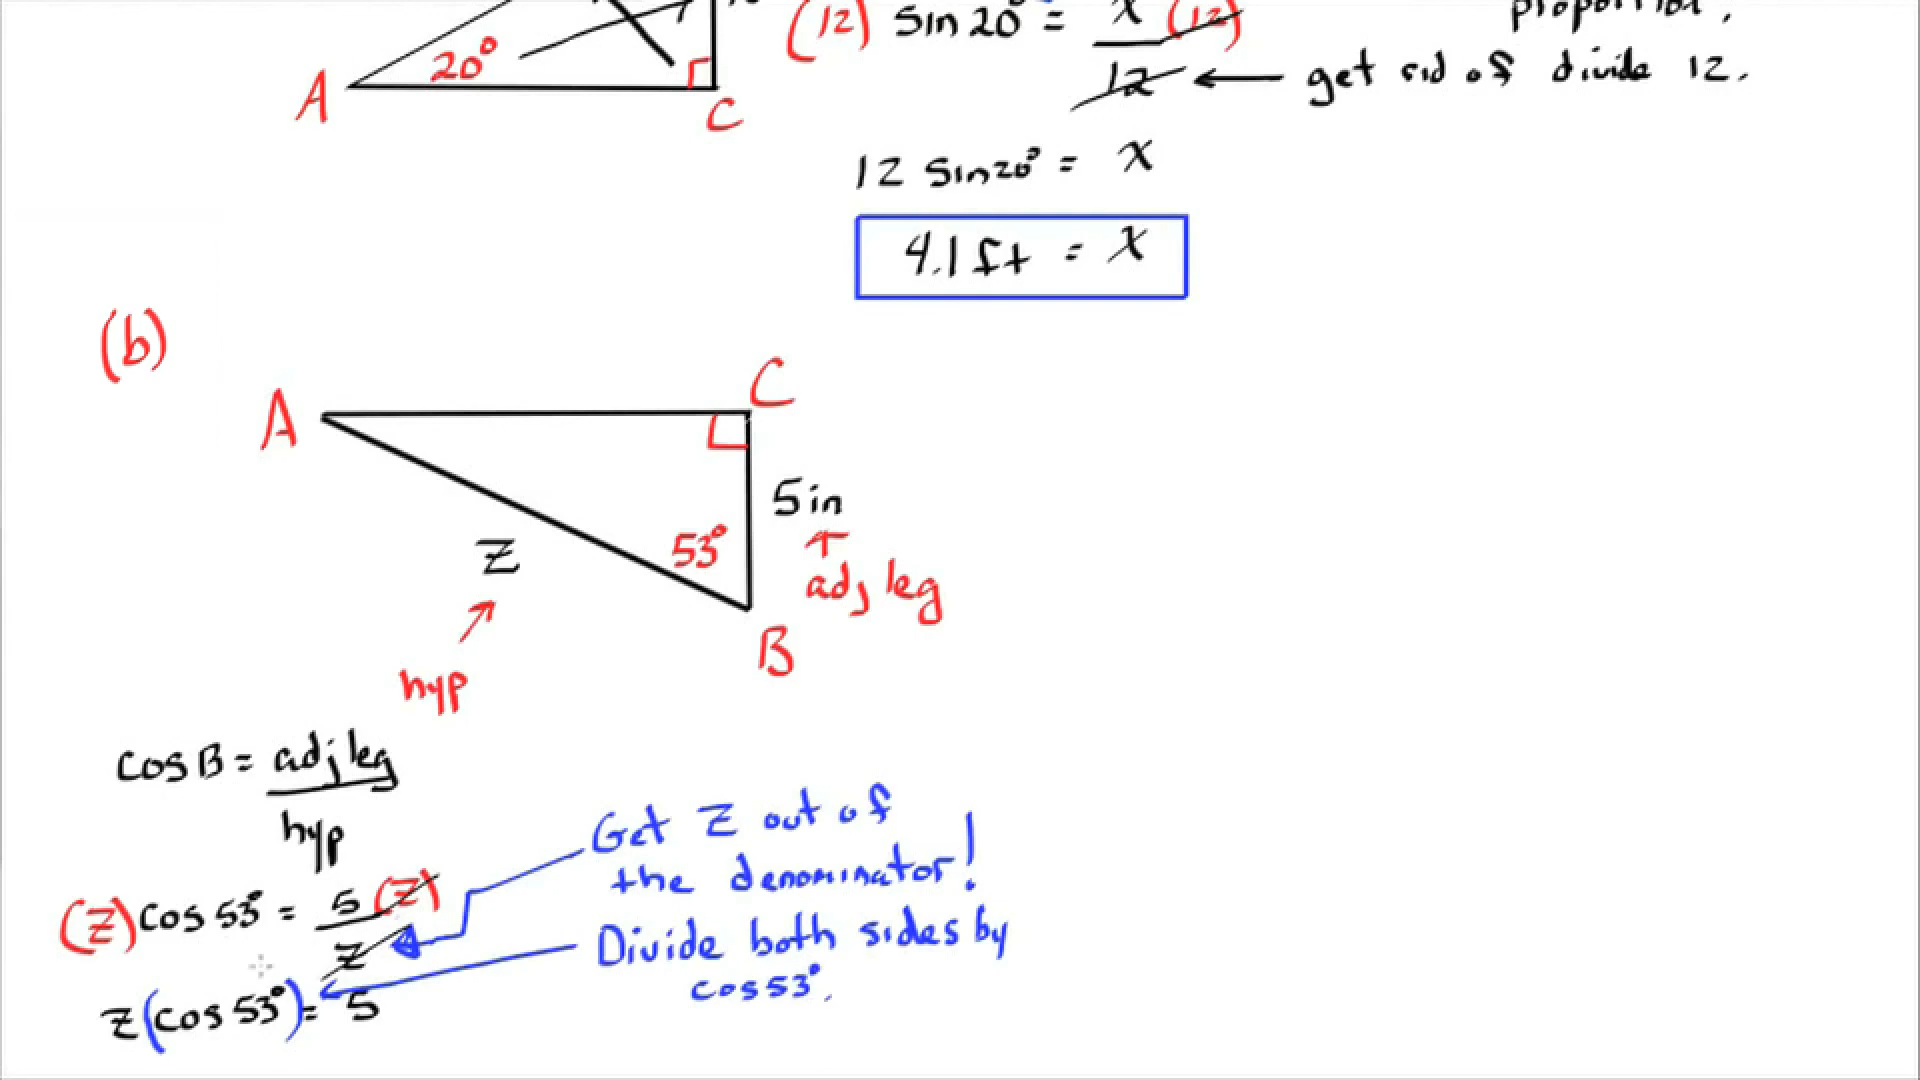 (12) sin 20° = x (12)
12 ← get rid of divide 12.
A 20° C
12 sin 20° = x
4.1 ft = x
(b)
A C
5 in
53°
z
adj leg
B
hyp
cos B = adj leg
hyp
Get z out of
the denominator!
(z) cos 53° = 5 (z)
z
Divide both sides by
cos 53°.
z(cos 53°) = 5